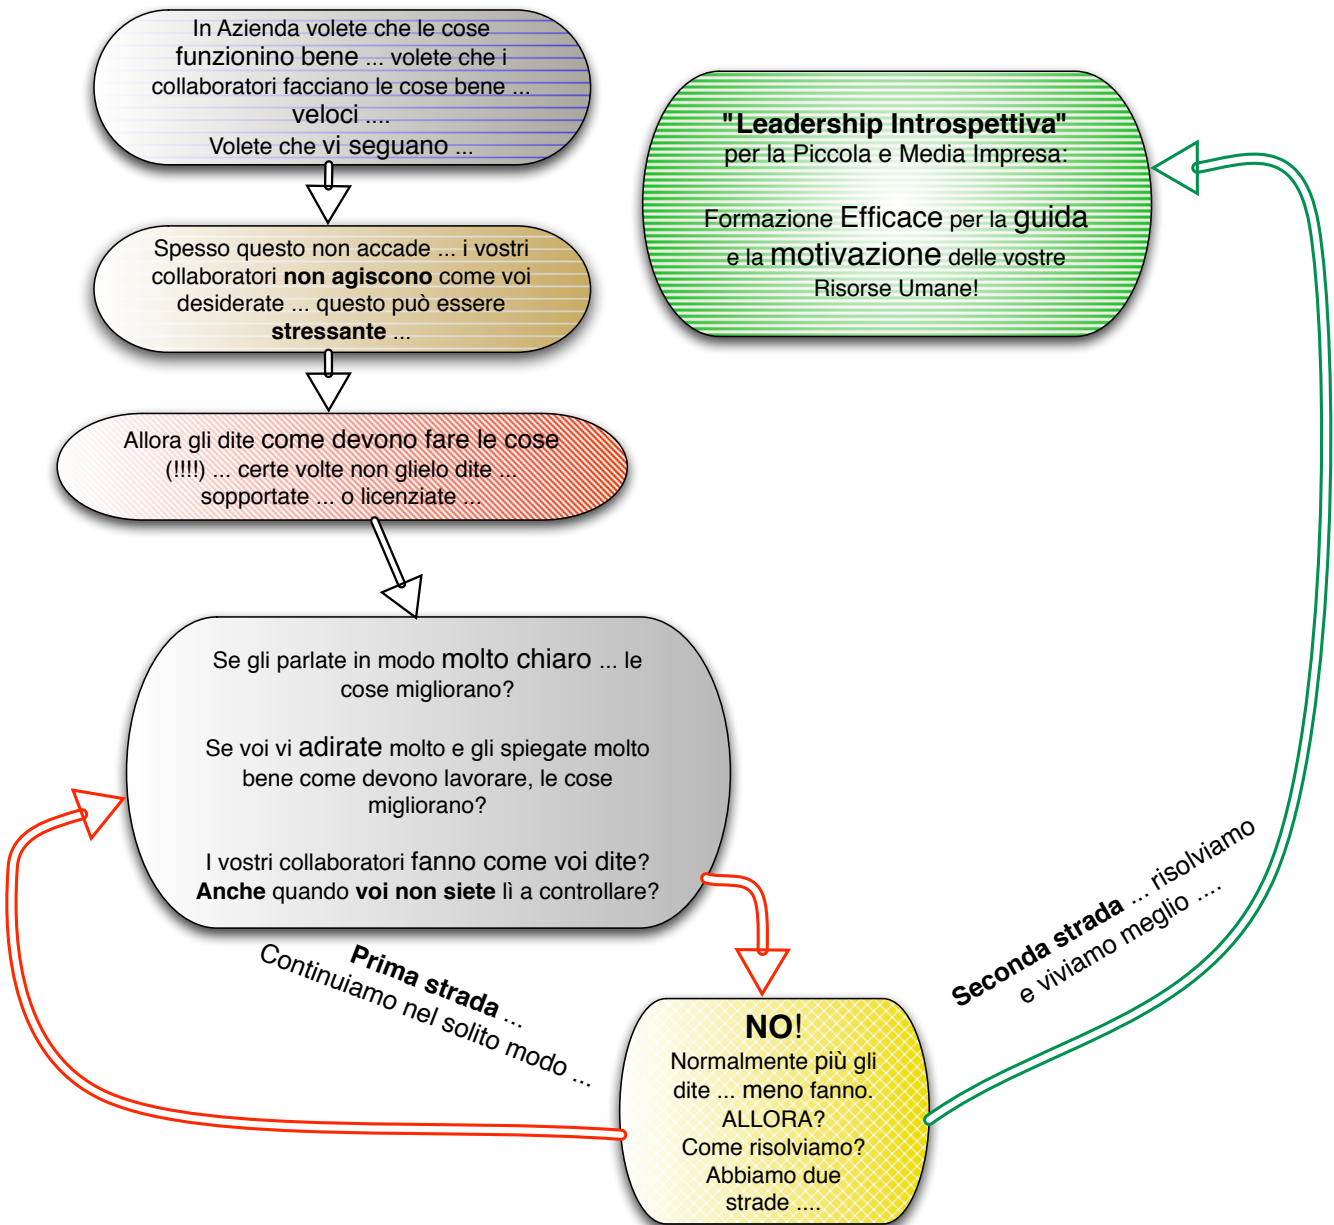 In Azienda volete che le cose
funzionino bene ... volete che i
collaboratori facciano le cose bene ...
veloci ....
Volete che vi seguano ...
Spesso questo non accade ... i vostri
collaboratori non agiscono come voi
desiderate ... questo può essere
stressante ...
Allora gli dite come devono fare le cose
(!!!!) ... certe volte non glielo dite ...
sopportate ... o licenziate ...
Se gli parlate in modo molto chiaro ... le
cose migliorano?
Se voi vi adirate molto e gli spiegate molto
bene come devono lavorare, le cose
migliorano?
I vostri collaboratori fanno come voi dite?
Anche quando voi non siete lì a controllare?
NO!
Normalmente più gli
dite ... meno fanno.
ALLORA?
Come risolviamo?
Abbiamo due
strade ....
Prima strada ...
Continuiamo nel solito modo ...
Seconda strada ... risolviamo
e viviamo meglio ....
"Leadership Introspettiva"
per la Piccola e Media Impresa:
Formazione Efficace per la guida
e la motivazione delle vostre
Risorse Umane!